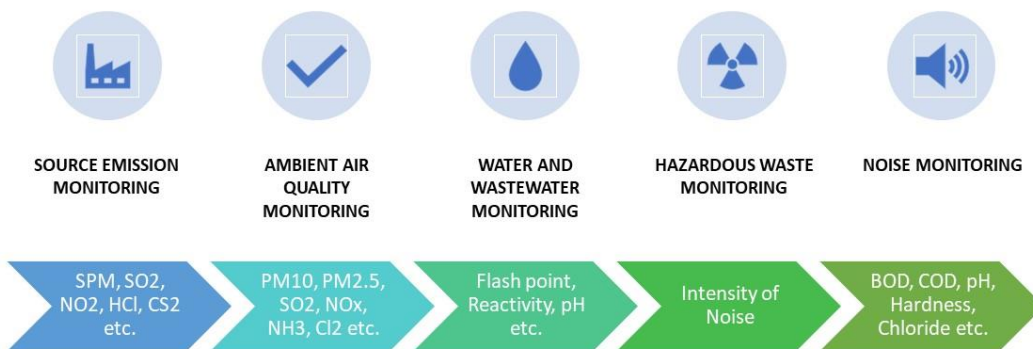 SOURCE EMISSION
MONITORING
AMBIENT AIR
QUALITY
MONITORING
WATER AND
WASTEWATER
MONITORING
HAZARDOUS WASTE
MONITORING
NOISE MONITORING
SPM, SO2,
NO2, HCl, CS2
etc.
PM10, PM2.5,
SO2, NOx,
NH3, Cl2 etc.
Flash point,
Reactivity, pH
etc.
Intensity of
Noise
BOD, COD, pH,
Hardness,
Chloride etc.